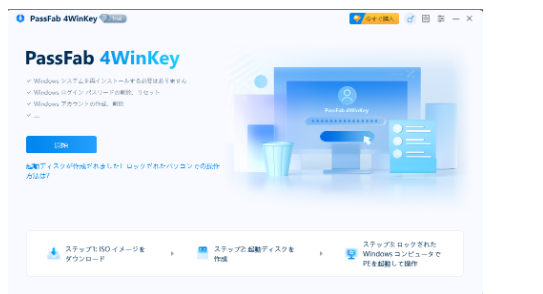 PassFab 4WinKey Trial
今すぐ購入
PassFab 4WinKey
Windows システムを再インストールする必要はありません
Windows ログイン パスワードの削除、リセット
Windows アカウントの作成、削除
...
PassFab 4WinKey
開始
起動ディスクが作成されました! ロックされたパソコンでの操作
方法は?
ステップ1: ISO イメージを
ダウンロード
ステップ2: 起動ディスクを
作成
ステップ3: ロックされた
Windows コンピュータで
PEを起動して操作